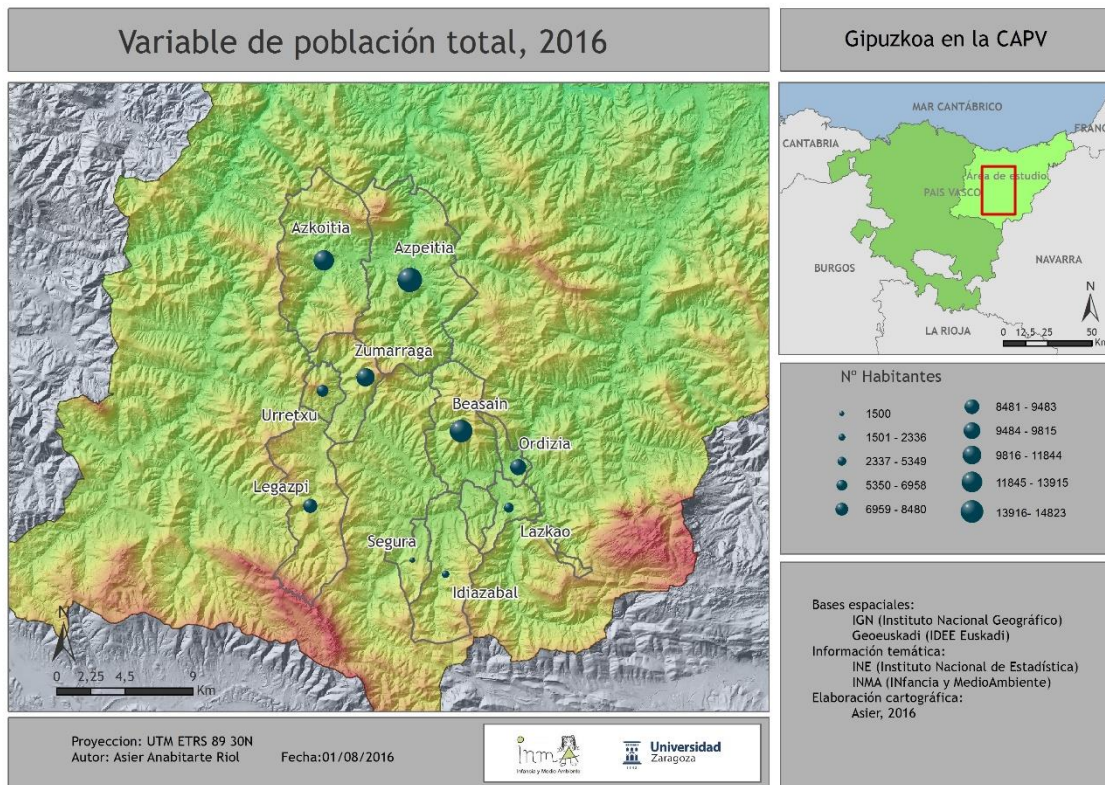 Variable de población total, 2016
Gipuzkoa en la CAPV
Azkoitia
Azpeitia
Zumarraga
Urretxu
Beasain
Ordizia
Legazpi
Lazkao
Segura
Idiazabal
N
0 2,25 4,5 9
Km
MAR CANTÁBRICO
CANTABRIA
FRANC
Área de estudio
PAIS VASCO
BURGOS
NAVARRA
LA RIOJA
N
0 12,5 25 50
Km
Nº Habitantes
1500
1501 - 2336
2337 - 5349
5350 - 6958
6959 - 8480
8481 - 9483
9484 - 9815
9816 - 11844
11845 - 13915
13916- 14823
Bases espaciales:
IGN (Instituto Nacional Geográfico)
Geoeuskadi (IDEE Euskadi)
Información temática:
INE (Instituto Nacional de Estadística)
INMA (INfancia y MedioAmbiente)
Elaboración cartográfica:
Asier, 2016
Proyeccion: UTM ETRS 89 30N
Autor: Asier Anabitarte Riol Fecha:01/08/2016
inma
Infancia y Medio Ambiente
Universidad
Zaragoza
1542